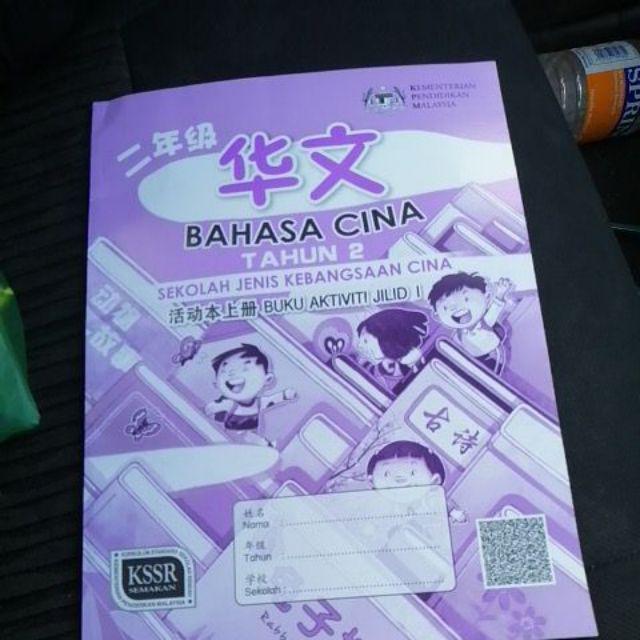 KEMENTERIAN
PENDIDIKAN
MALAYSIA
二年级
华文
BAHASA CINA
TAHUN 2
SEKOLAH JENIS KEBANGSAAN CINA
活动本上册 BUKU AKTIVITI JILID 1
古诗
姓名
Nama :
年级
Tahun :
学校
Sekolah :
KSSR
SEMAKAN